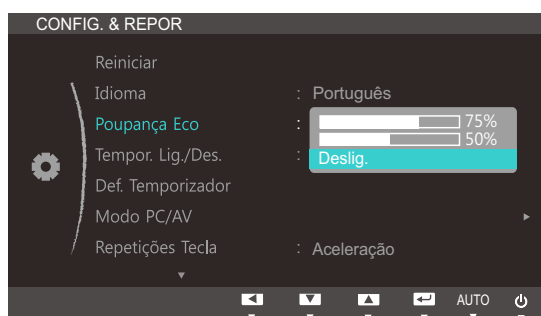 CONFIG. & REPOR
Reiniciar
Idioma : Português
Poupança Eco : 75%
50%
Tempor. Lig./Des. : Deslig.
Def. Temporizador
Modo PC/AV
Repetições Tecla : Aceleração
AUTO